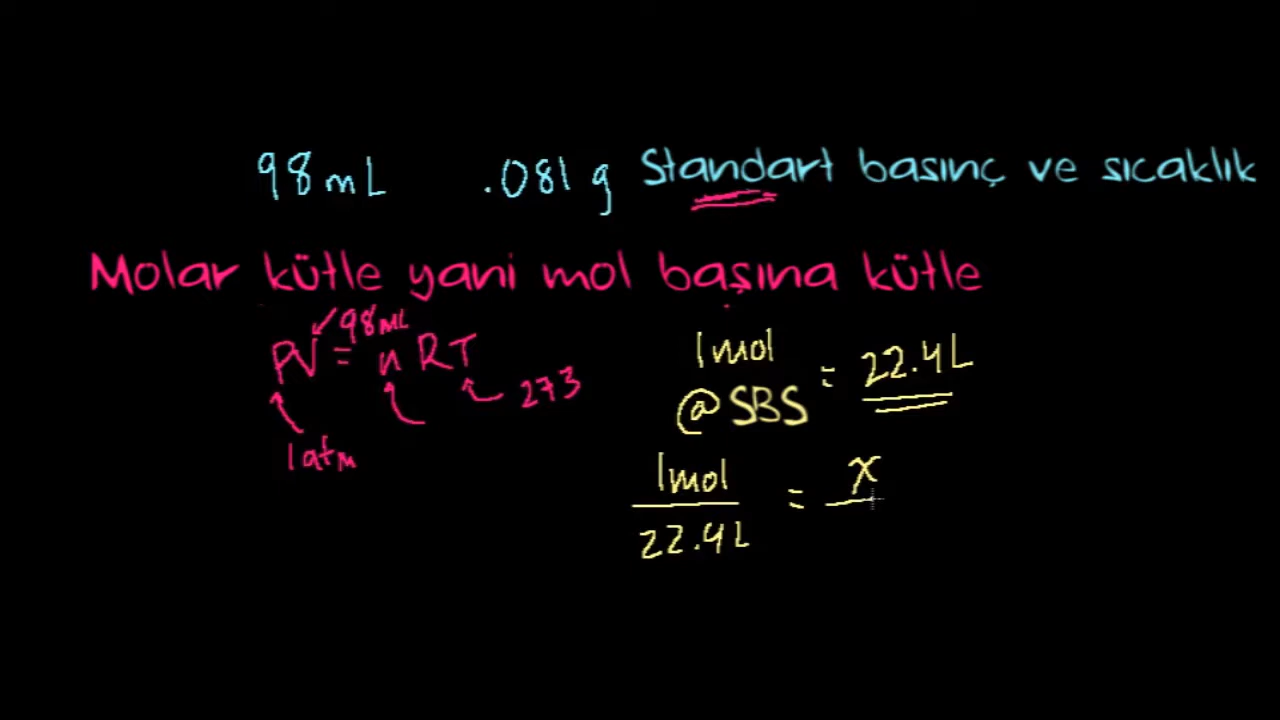 98 mL .081 g Standart basınç ve sıcaklık
Molar kütle yani mol başına kütle
98 mL
PV = nRT
273
1 atm
1 mol
@ SBS = 22.4 L
1 mol = x
22.4 L